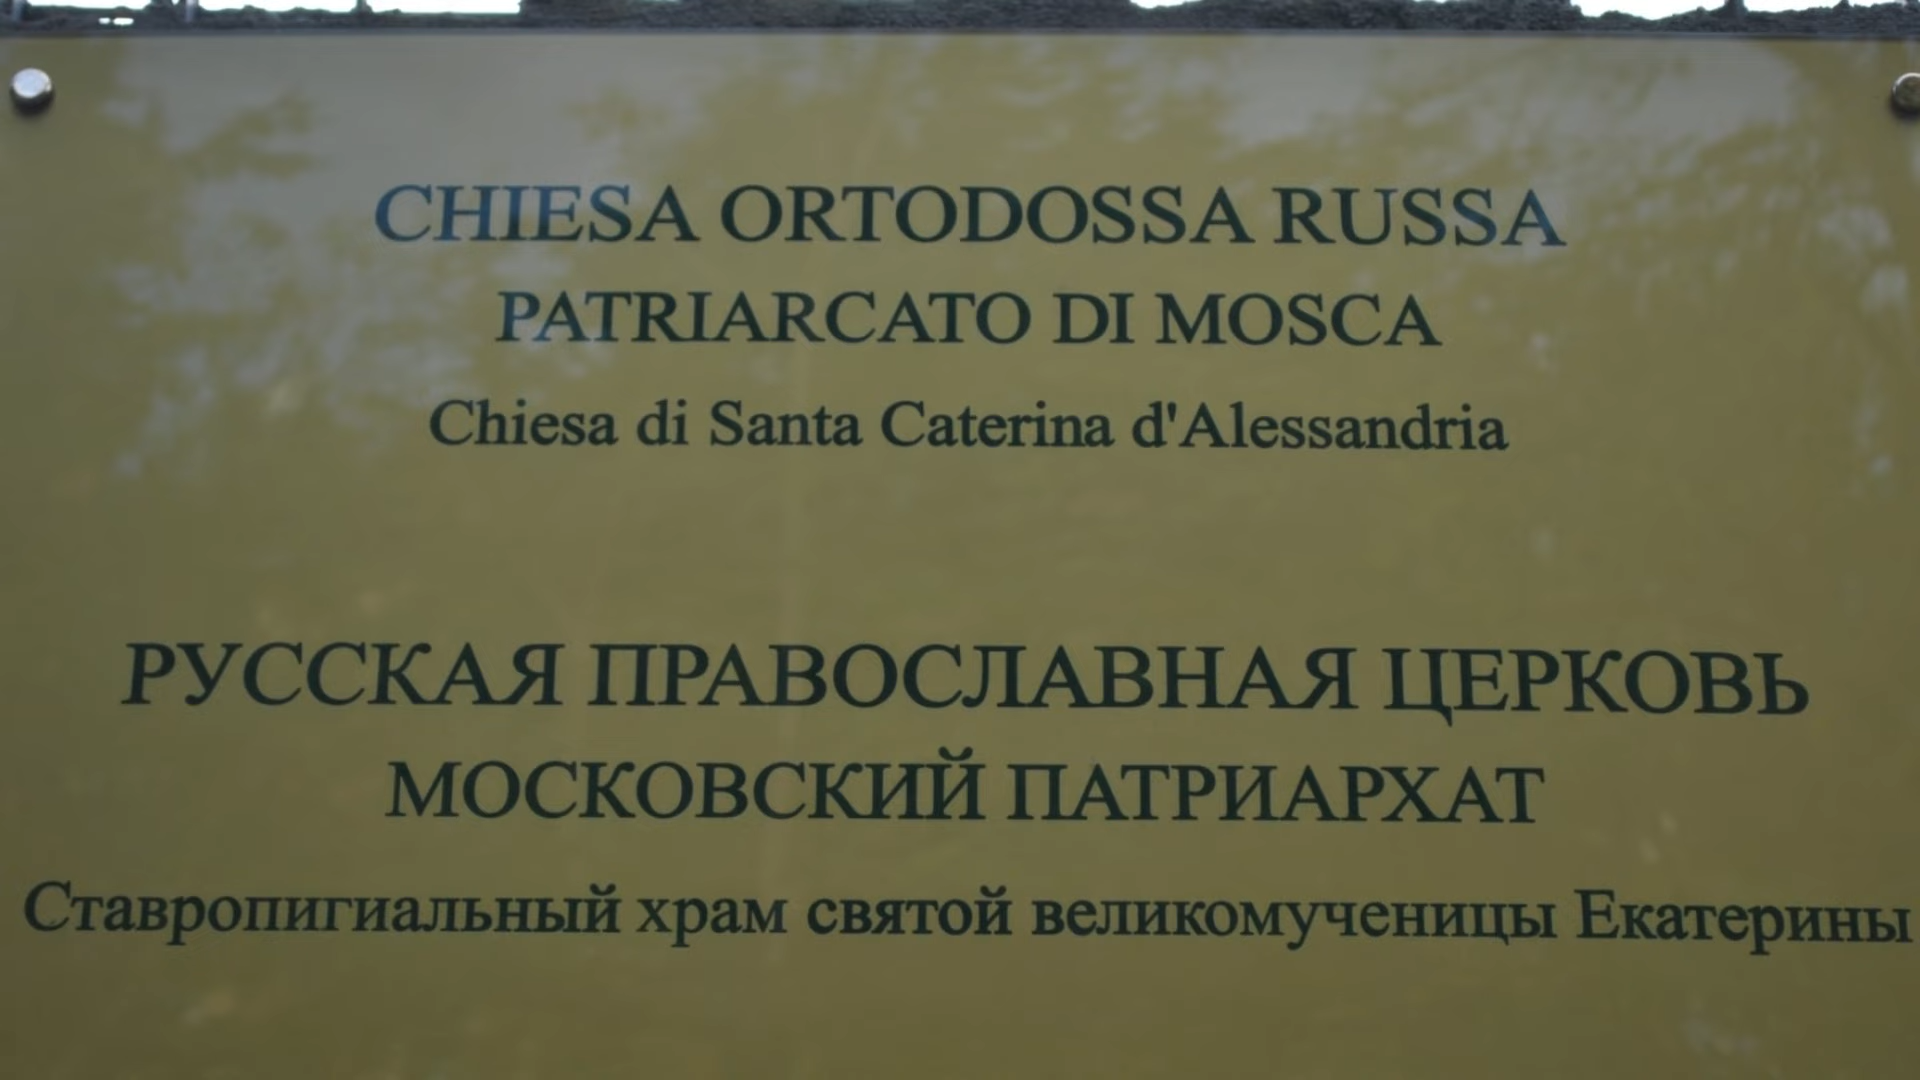 CHIESA ORTODOSSA RUSSA
PATRIARCATO DI MOSCA
Chiesa di Santa Caterina d'Alessandria
РУССКАЯ ПРАВОСЛАВНАЯ ЦЕРКОВЬ
МОСКОВСКИЙ ПАТРИАРХАТ
Ставропигиальный храм святой великомученицы Екатерины